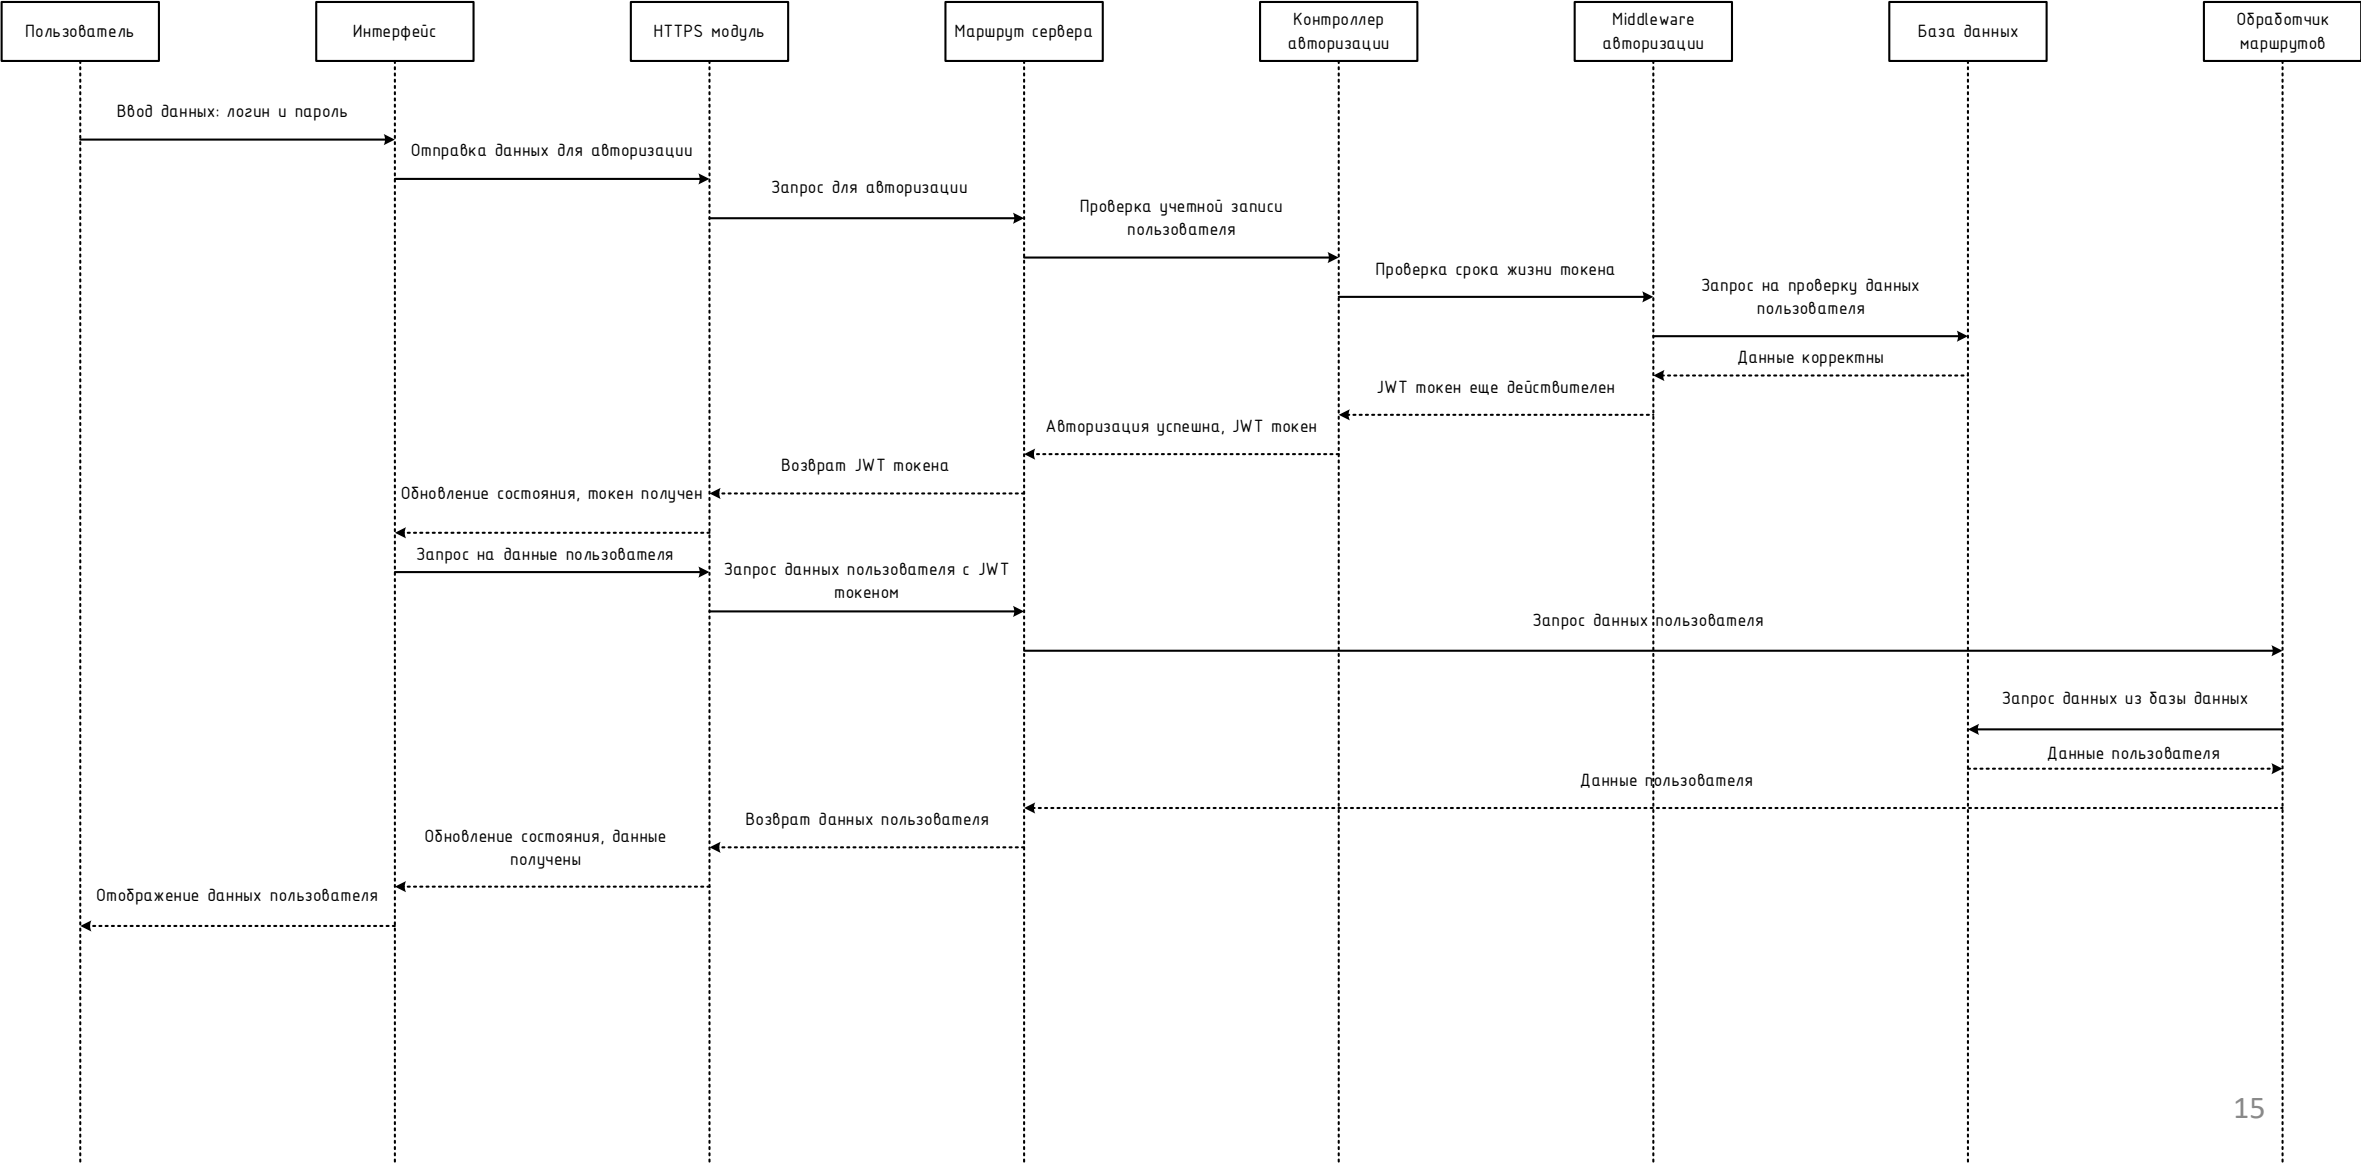 Пользователь
Интерфейс
HTTPS модуль
Маршрут сервера
Контроллер
авторизации
Middleware
авторизации
База данных
Обработчик
маршрутов
Ввод данных: логин и пароль
Отправка данных для авторизации
Запрос для авторизации
Проверка учетной записи
пользователя
Проверка срока жизни токена
Запрос на проверку данных
пользователя
Данные корректны
JWT токен еще действителен
Авторизация успешна, JWT токен
Возврат JWT токена
Обновление состояния, токен получен
Запрос на данные пользователя
Запрос данных пользователя с JWT
токеном
Запрос данных пользователя
Запрос данных из базы данных
Данные пользователя
Данные пользователя
Возврат данных пользователя
Обновление состояния, данные
получены
Отображение данных пользователя
15